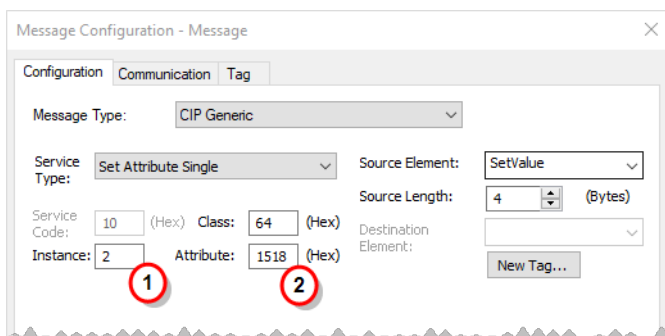 Message Configuration - Message
Configuration Communication Tag
Message Type: CIP Generic
Service Type: Set Attribute Single
Source Element: SetValue
Source Length: 4 (Bytes)
Service Code: 10 (Hex) Class: 64 (Hex)
Destination Element:
Instance: 2 Attribute: 1518 (Hex)
New Tag...
1 2